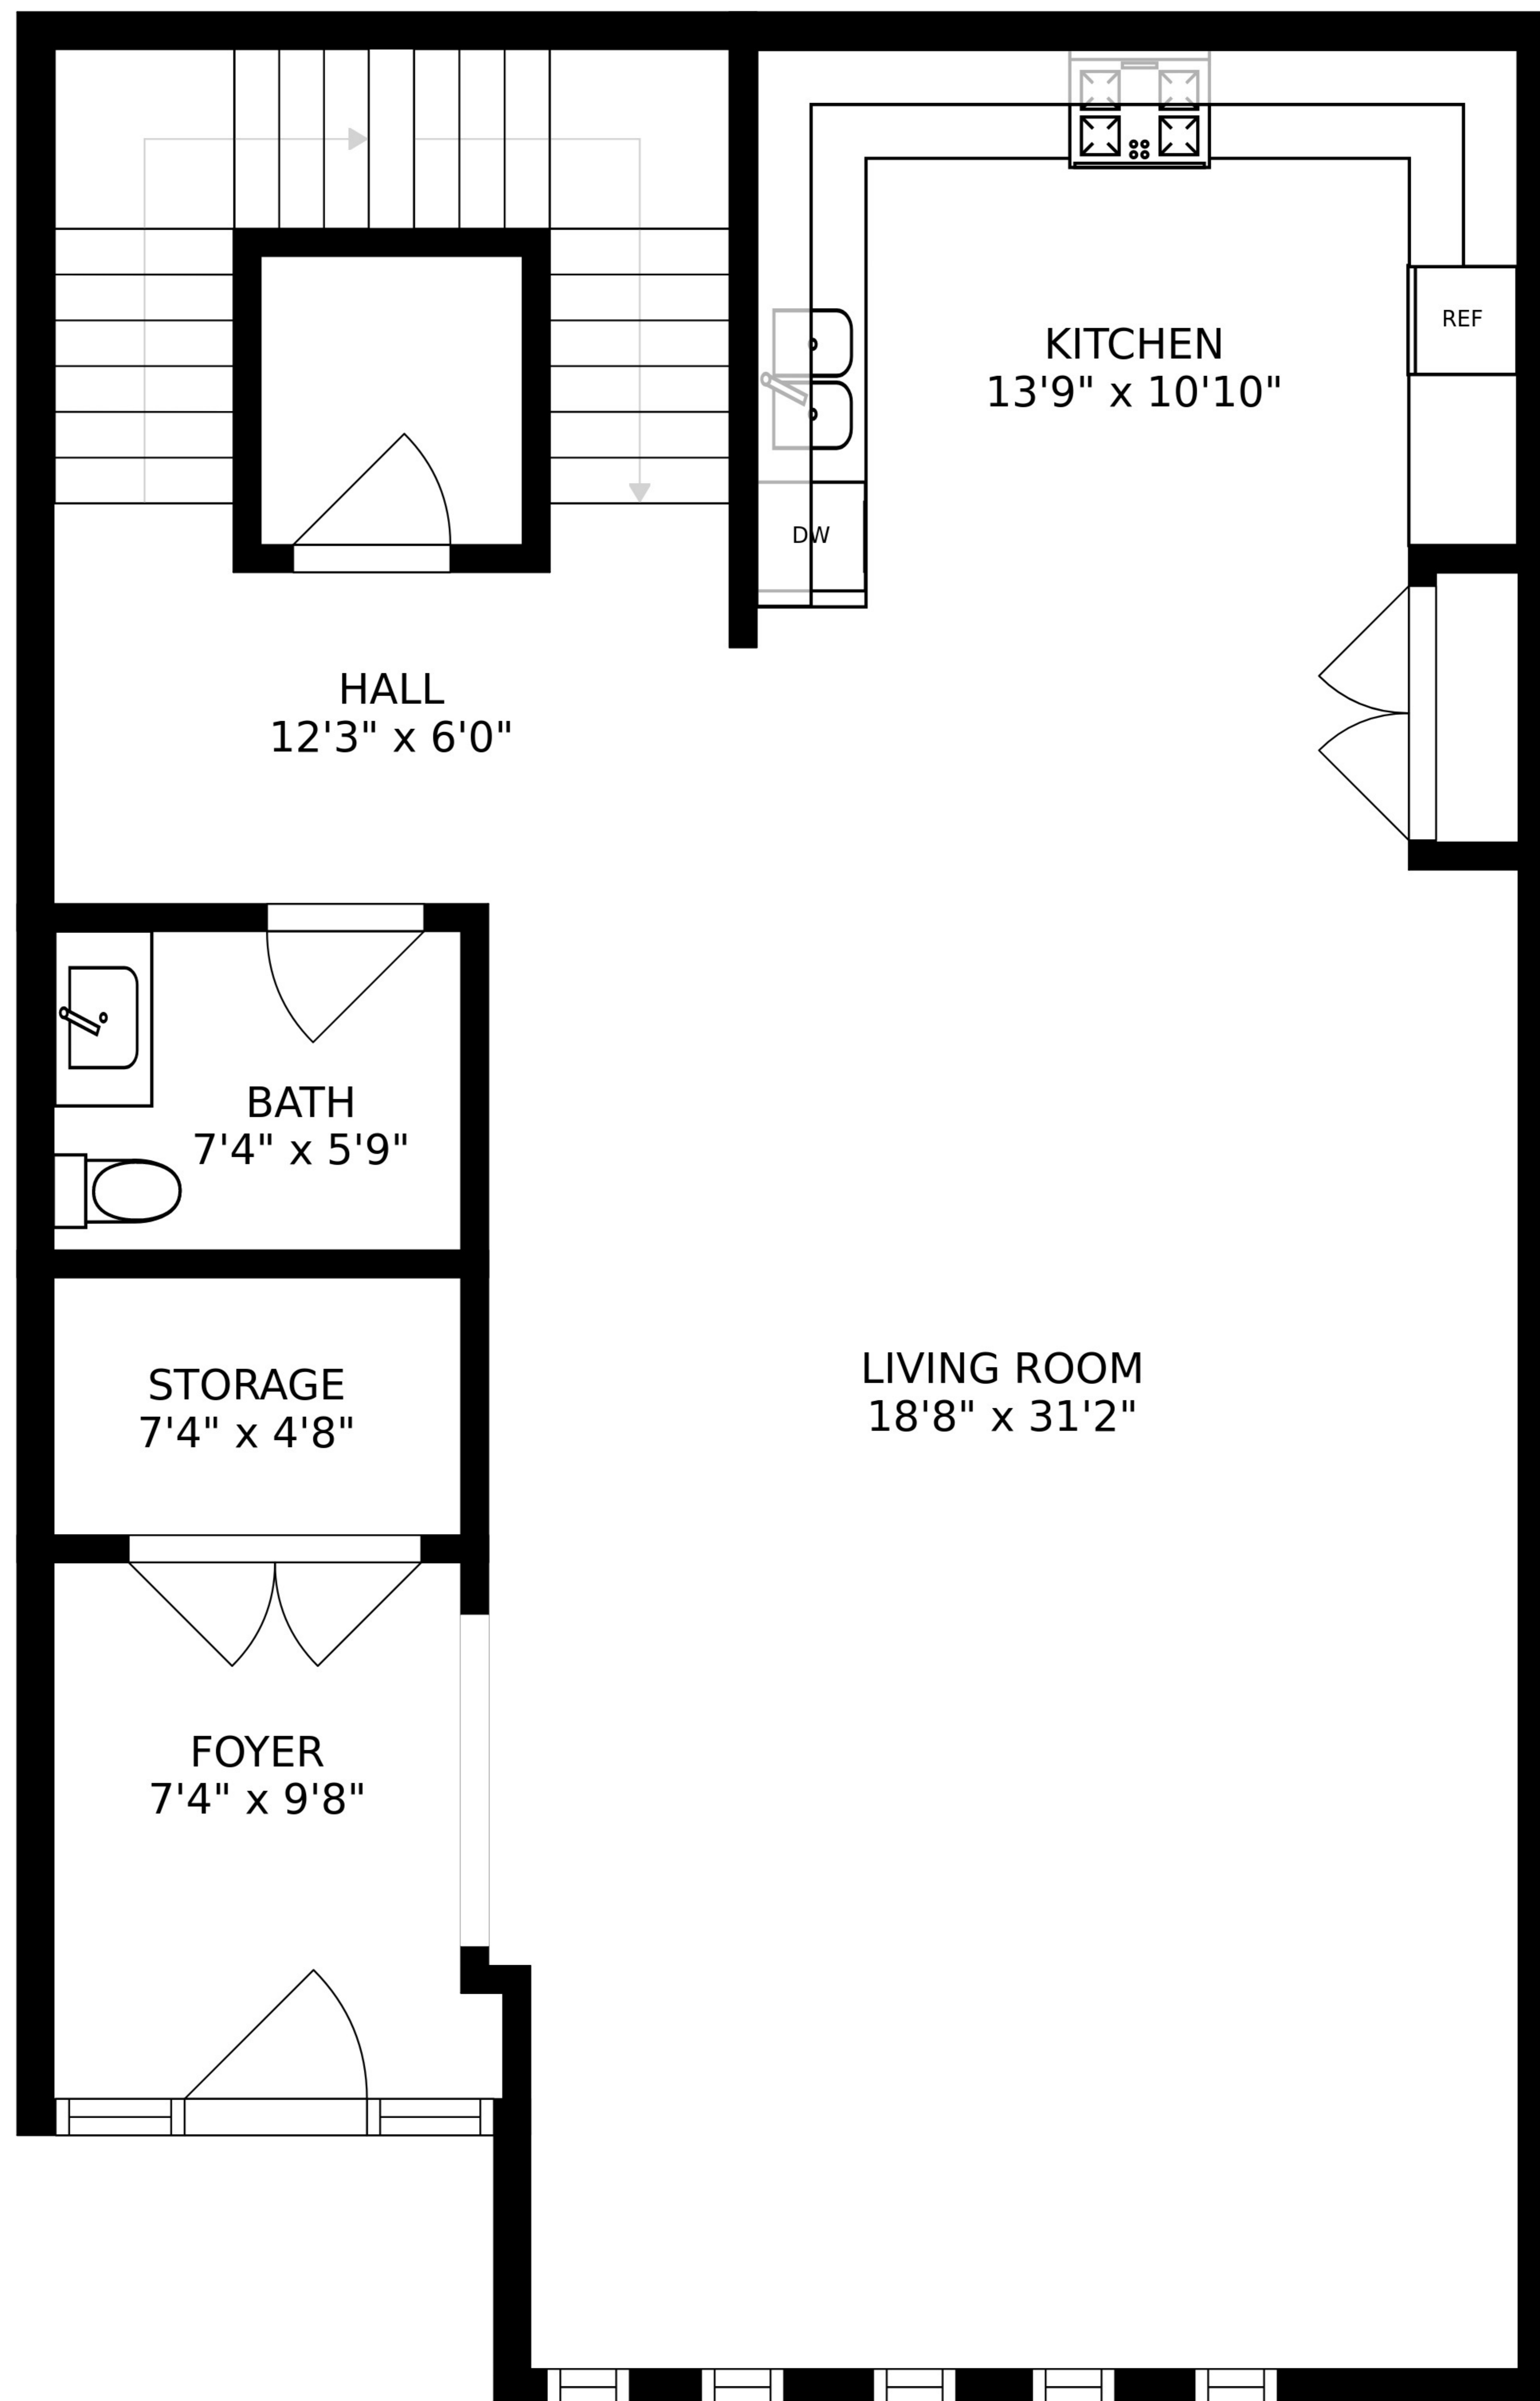 REF
KITCHEN
13'9" x 10'10"
DW
HALL
12'3" x 6'0"
BATH
7'4" x 5'9"
STORAGE
7'4" x 4'8"
LIVING ROOM
18'8" x 31'2"
FOYER
7'4" x 9'8"